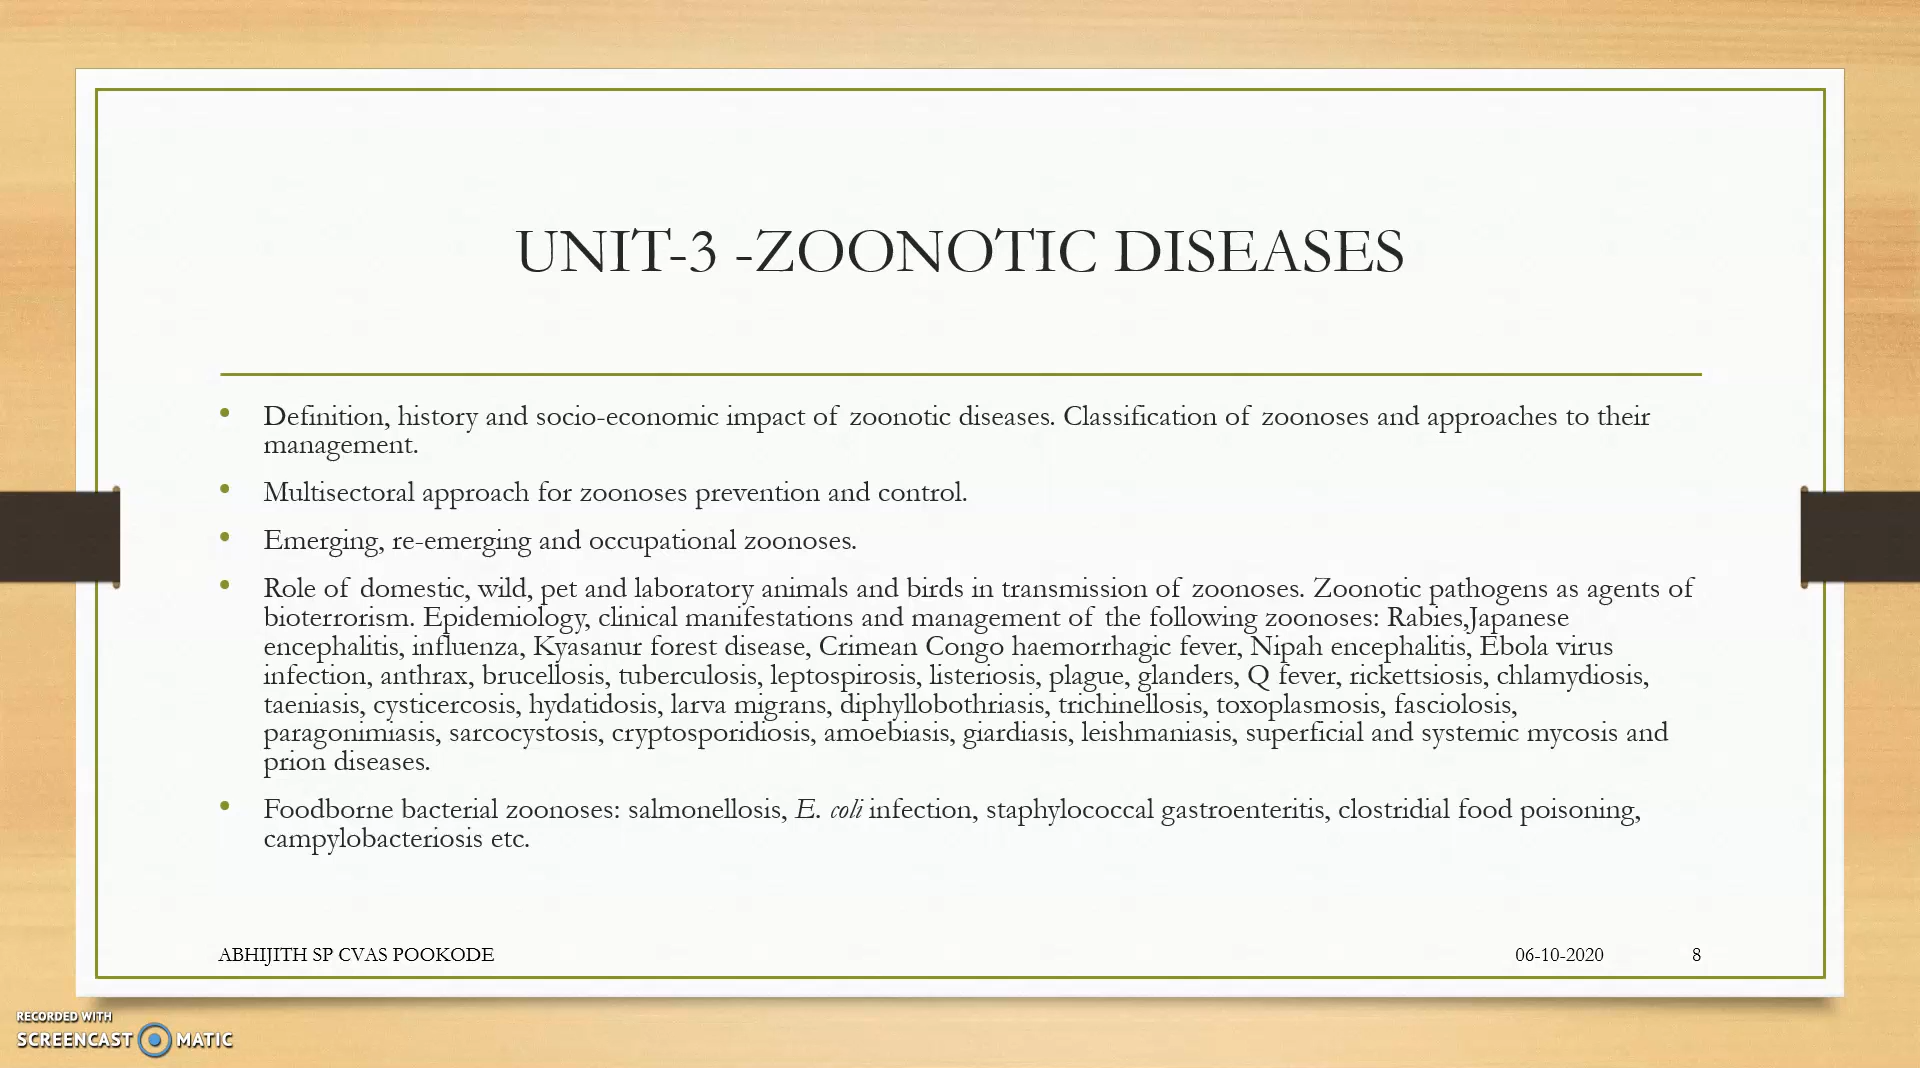 UNIT-3 -ZOONOTIC DISEASES
• Definition, history and socio-economic impact of zoonotic diseases. Classification of zoonoses and approaches to their
management.
• Multisectoral approach for zoonoses prevention and control.
• Emerging, re-emerging and occupational zoonoses.
• Role of domestic, wild, pet and laboratory animals and birds in transmission of zoonoses. Zoonotic pathogens as agents of
bioterrorism. Epidemiology, clinical manifestations and management of the following zoonoses: Rabies,Japanese
encephalitis, influenza, Kyasanur forest disease, Crimean Congo haemorrhagic fever, Nipah encephalitis, Ebola virus
infection, anthrax, brucellosis, tuberculosis, leptospirosis, listeriosis, plague, glanders, Q fever, rickettsiosis, chlamydiosis,
taeniasis, cysticercosis, hydatidosis, larva migrans, diphyllobothriasis, trichinellosis, toxoplasmosis, fasciolosis,
paragonimiasis, sarcocystosis, cryptosporidiosis, amoebiasis, giardiasis, leishmaniasis, superficial and systemic mycosis and
prion diseases.
• Foodborne bacterial zoonoses: salmonellosis, E. coli infection, staphylococcal gastroenteritis, clostridial food poisoning,
campylobacteriosis etc.
ABHIJITH SP CVAS POOKODE 06-10-2020 8
RECORDED WITH
SCREENCAST MATIC